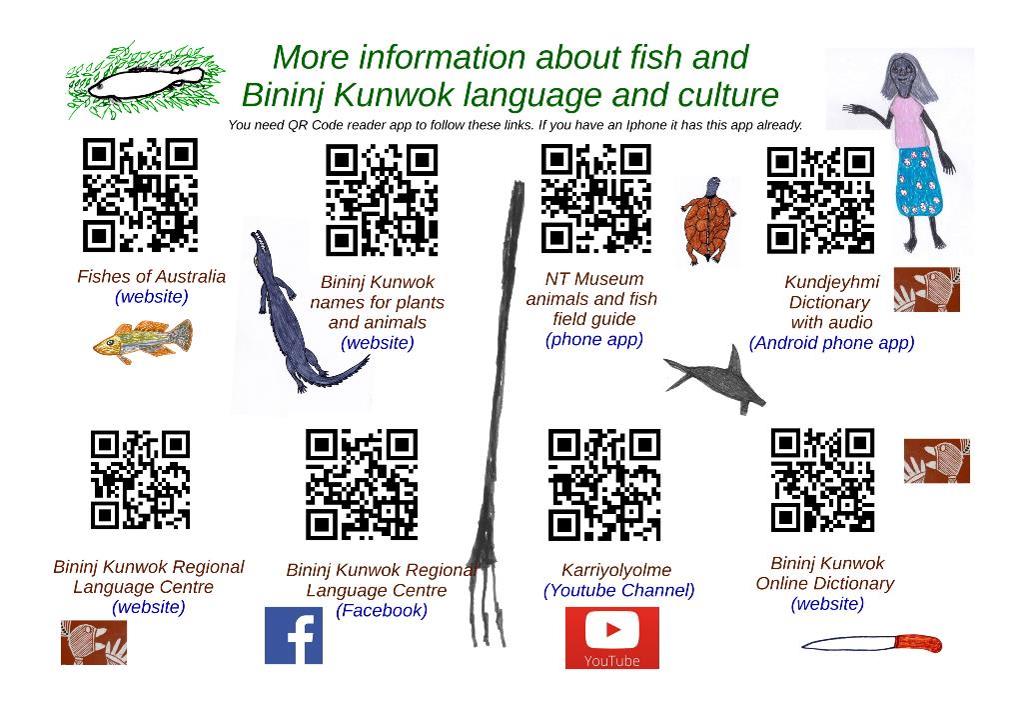 More information about fish and
Bininj Kunwok language and culture
You need QR Code reader app to follow these links. If you have an Iphone it has this app already.
Fishes of Australia
(website)
Bininj Kunwok
names for plants
and animals
(website)
NT Museum
animals and fish
field guide
(phone app)
Kundjeyhmi
Dictionary
with audio
(Android phone app)
Bininj Kunwok Regional
Language Centre
(website)
Bininj Kunwok Regional
Language Centre
(Facebook)
Karriyolyolme
(Youtube Channel)
YouTube
Bininj Kunwok
Online Dictionary
(website)